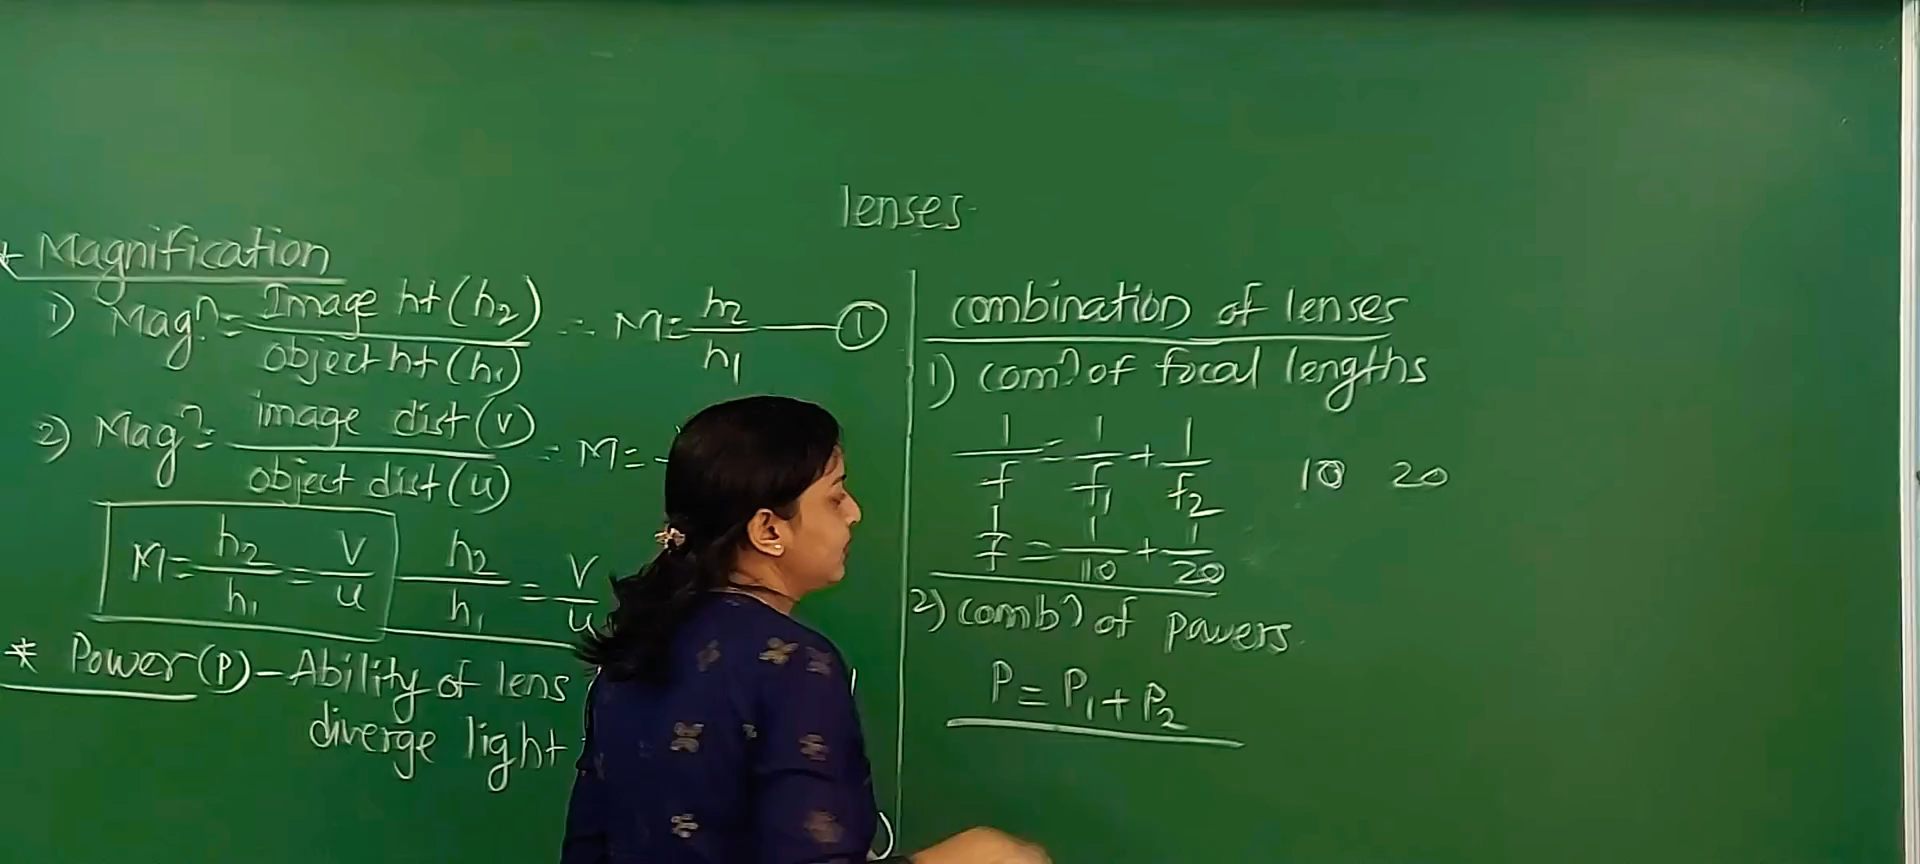 lenses
* Magnification
1) Magn = Image ht (h2) / object ht (h1) ∴ M = h2 / h1 — 1
2) Magn = image dist (v) / object dist (u) ∴ M =
M = h2 / h1 = v / u h2 / h1 = v / u
* Power (P) - Ability of lens
diverge light
combination of lenses
1) comn of focal lengths
1/f = 1/f1 + 1/f2 10 20
1/f = 1/10 + 1/20
2) combn of powers
P = P1 + P2